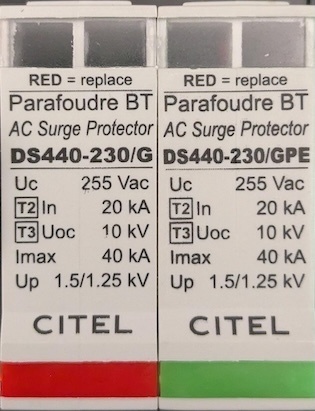 RED = replace
Parafoudre BT
AC Surge Protector
DS440-230/G
Uc 255 Vac
T2 In 20 kA
T3 Uoc 10 kV
Imax 40 kA
Up 1.5/1.25 kV
CITEL
RED = replace
Parafoudre BT
AC Surge Protector
DS440-230/GPE
Uc 255 Vac
T2 In 20 kA
T3 Uoc 10 kV
Imax 40 kA
Up 1.5/1.25 kV
CITEL